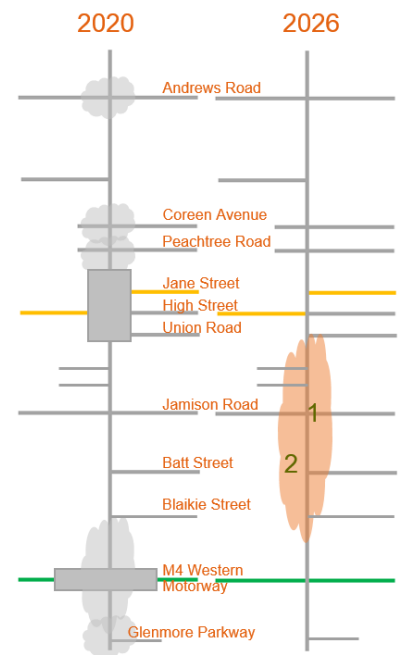 2020
2026
Andrews Road
Coreen Avenue
Peachtree Road
Jane Street
High Street
Union Road
Jamison Road
1
Batt Street
2
Blaikie Street
M4 Western
Motorway
Glenmore Parkway